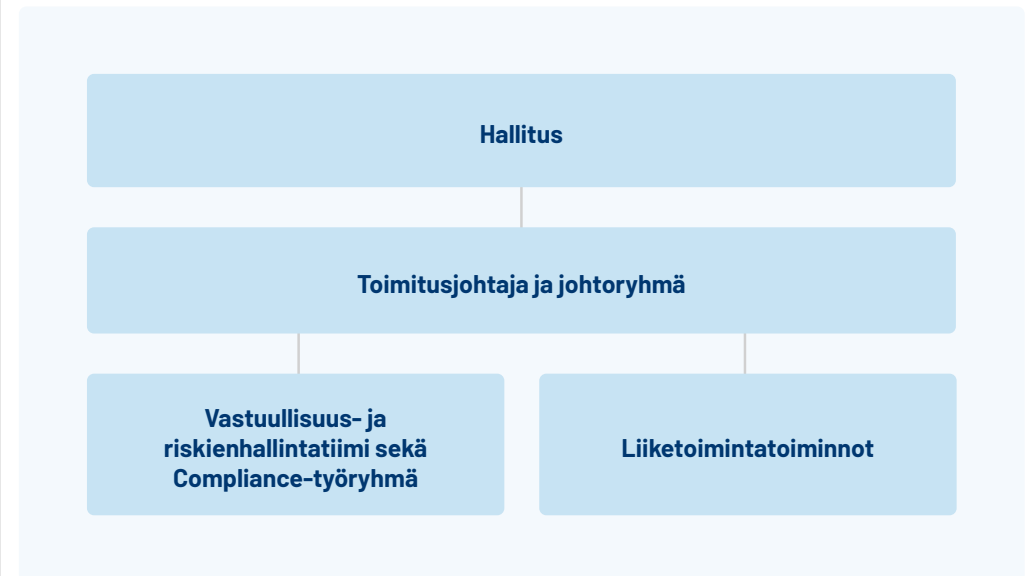 Hallitus
Toimitusjohtaja ja johtoryhmä
Vastuullisuus- ja
riskienhallintatiimi sekä
Compliance-työryhmä
Liiketoimintatoiminnot